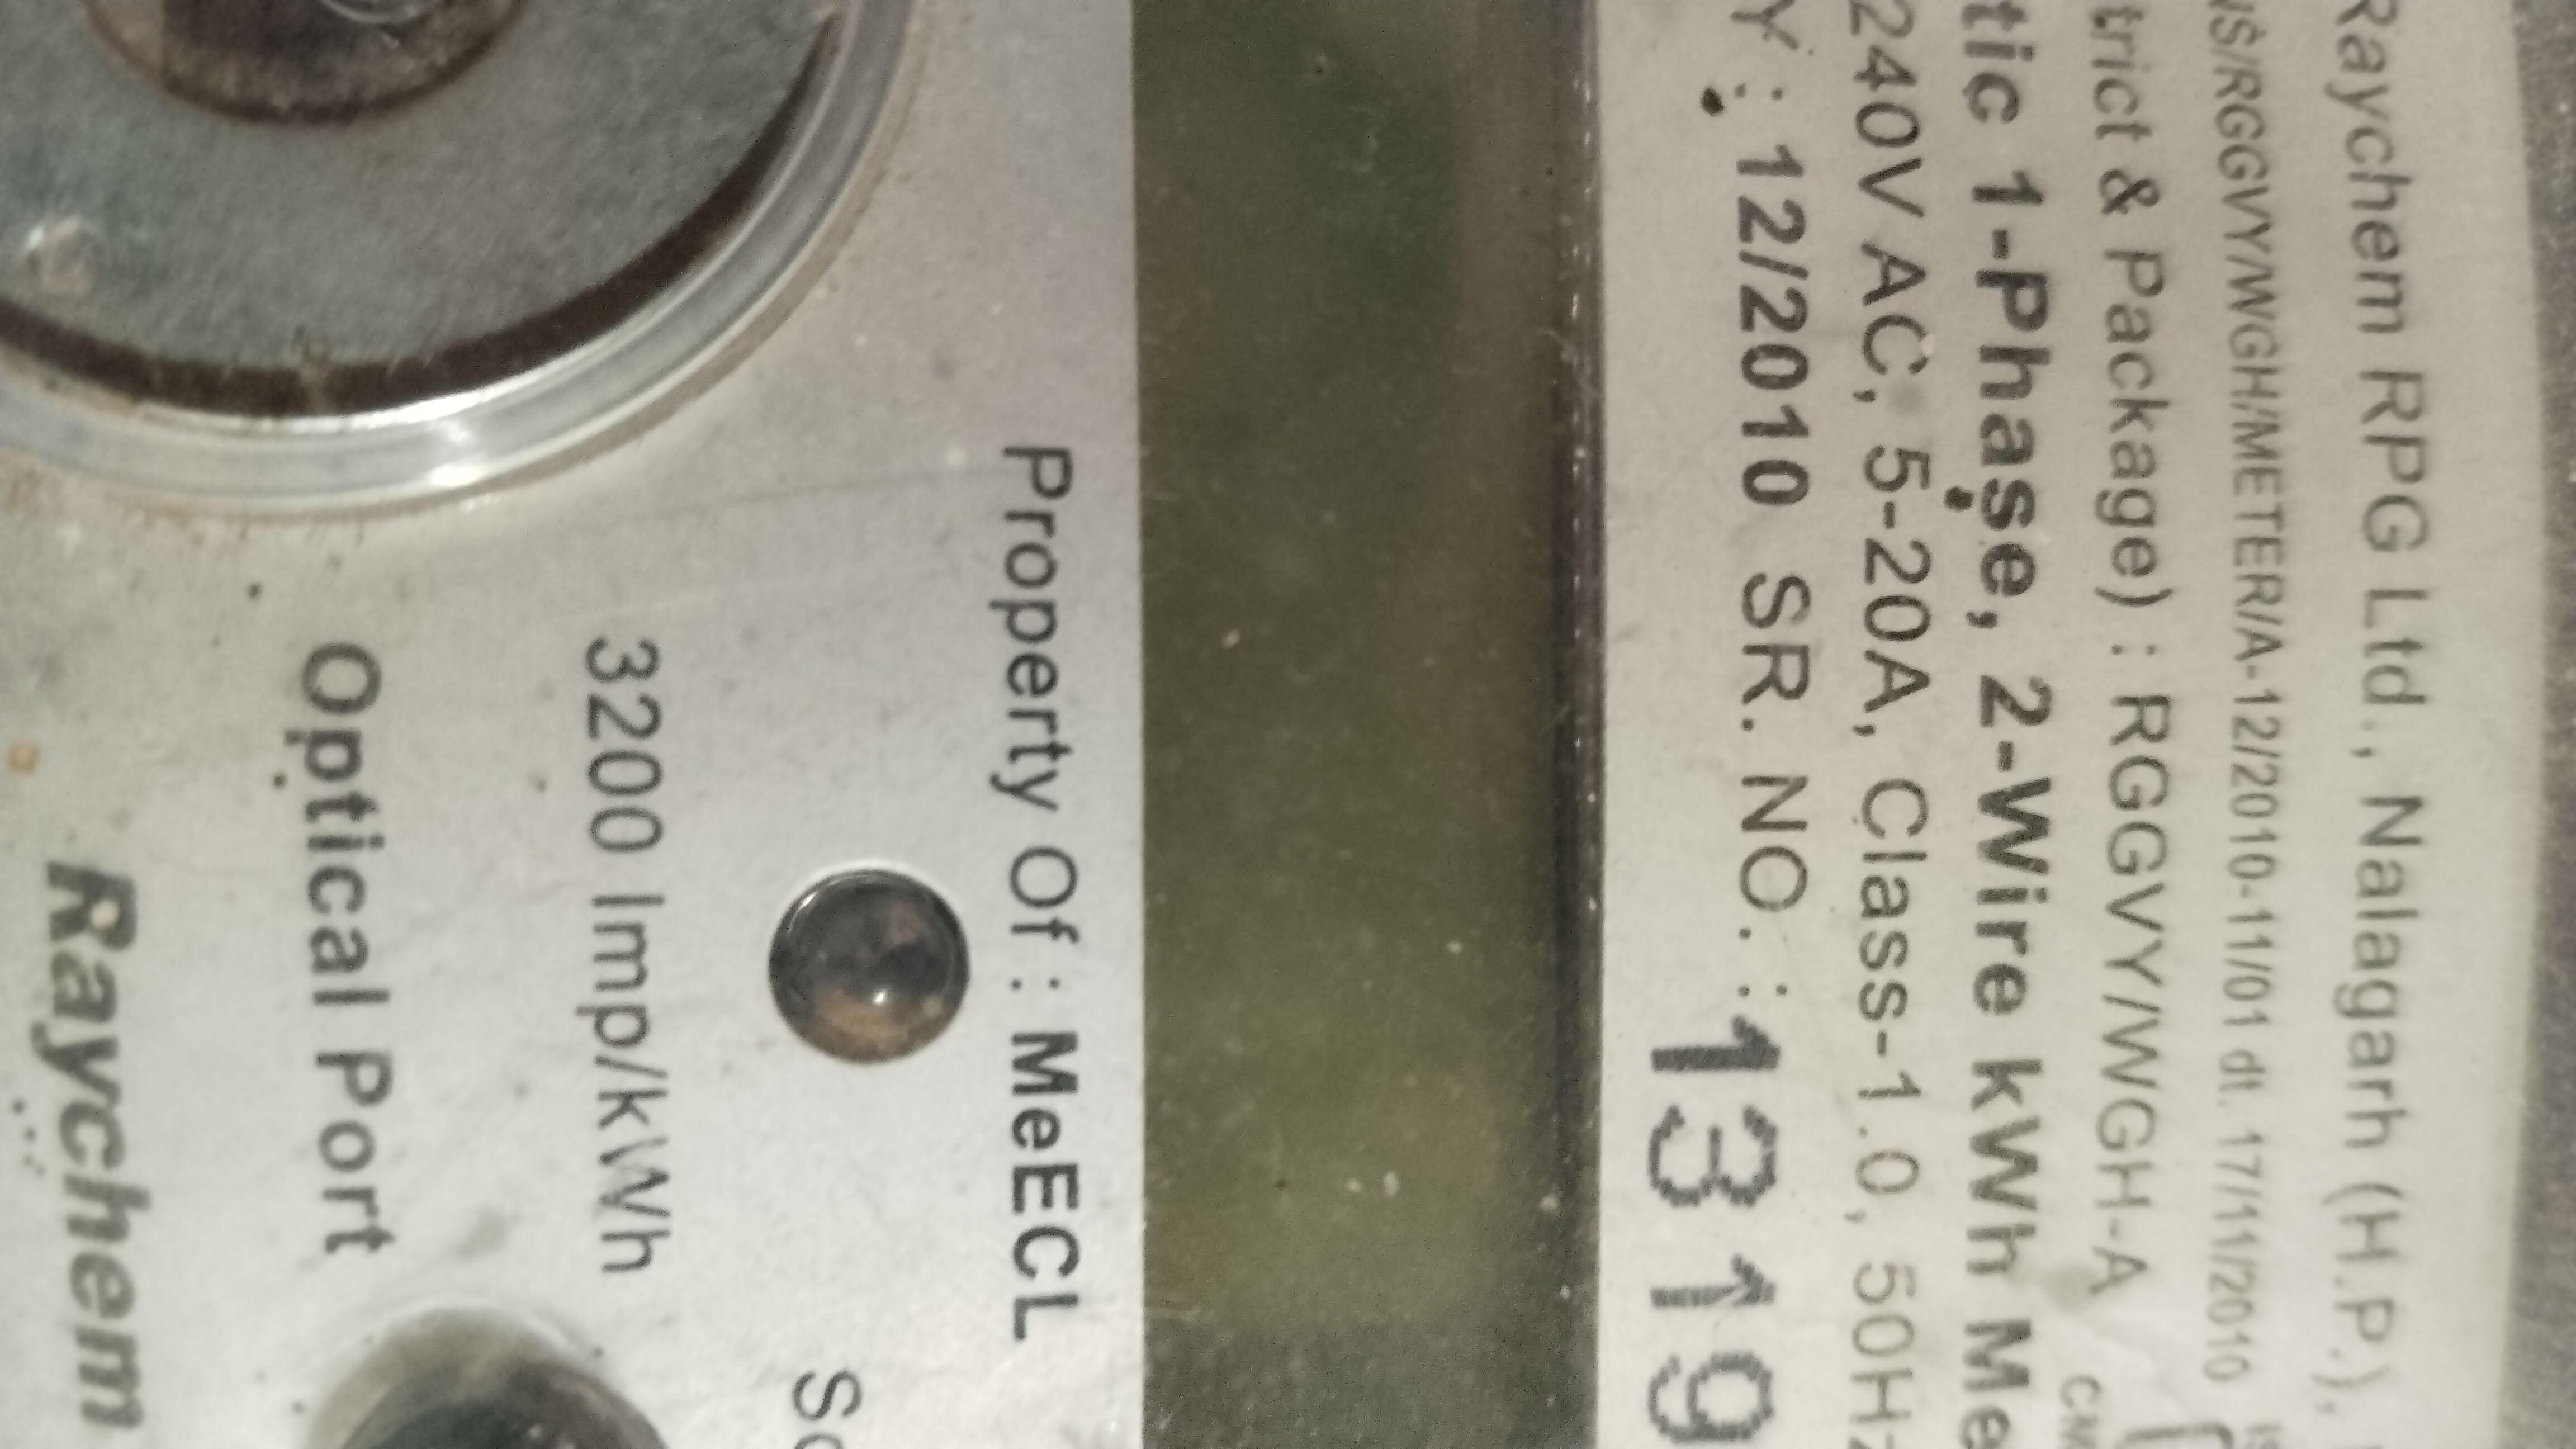 Raychem RPG Ltd., Nalagarh (H.P.),
NS/RGGVY/WGH/METER/A-12/2010-11/01 dt. 17/11/2010
trict & Package) : RGGVY/WGH-A
tic 1-Phase, 2-Wire kWh Me
240V AC, 5-20A, Class-1.0, 50Hz
Y : 12/2010 SR. NO. : 1319
Property Of : MeECL
3200 Imp/kWh
Optical Port
Raychem